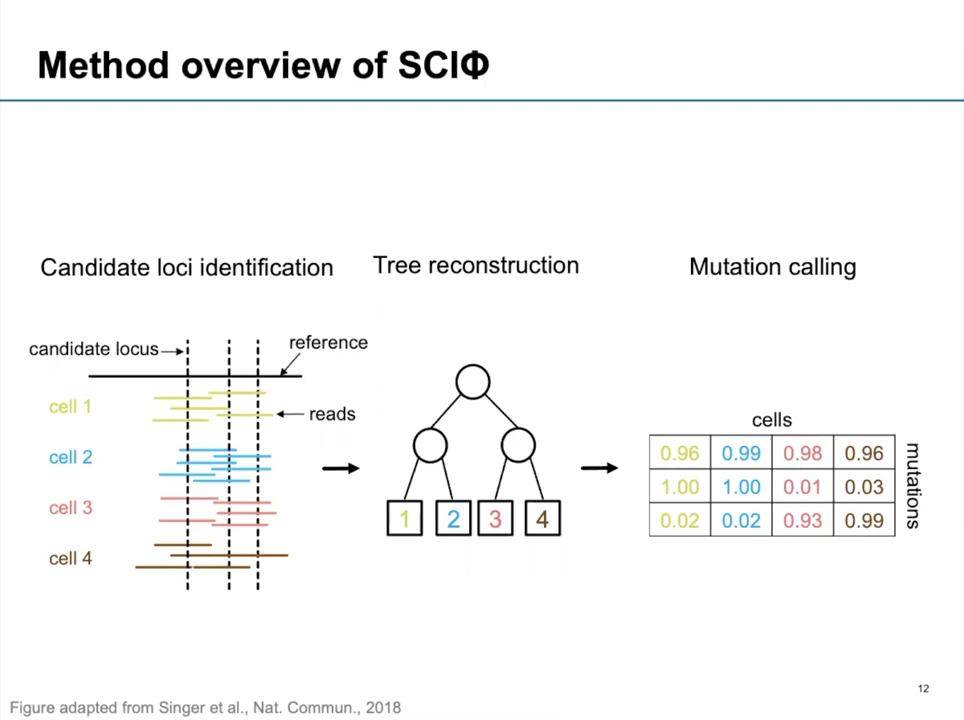 Method overview of SCIΦ
Candidate loci identification
Tree reconstruction
Mutation calling
candidate locus
reference
reads
cell 1
cell 2
cell 3
cell 4
1 2 3 4
cells
0.96 0.99 0.98 0.96
1.00 1.00 0.01 0.03
0.02 0.02 0.93 0.99
mutations
12
Figure adapted from Singer et al., Nat. Commun., 2018